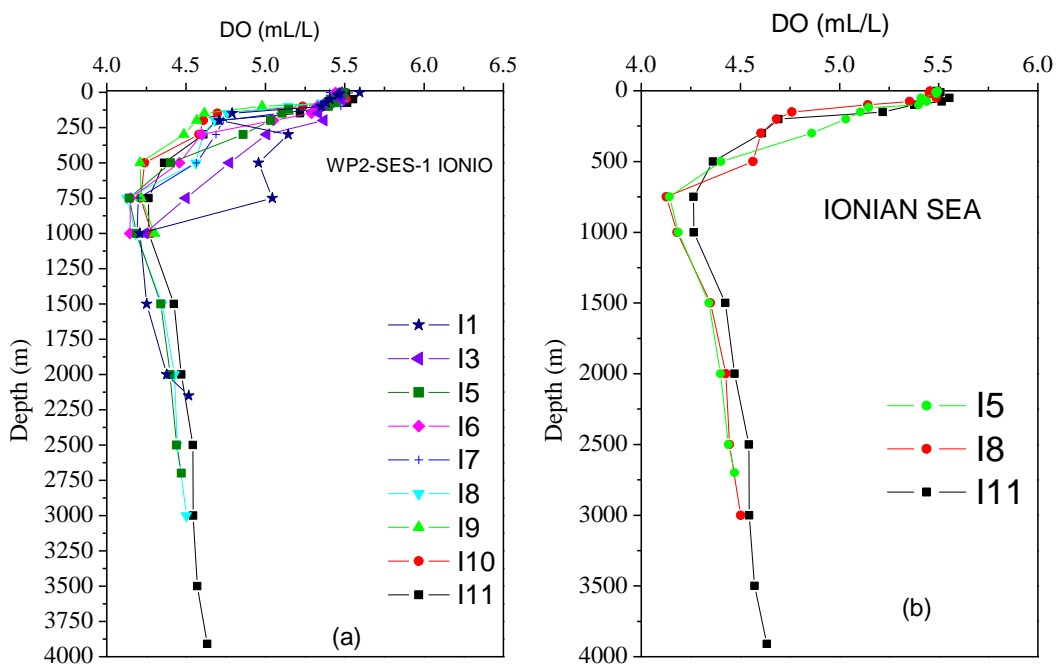 DO (mL/L)
4.0 4.5 5.0 5.5 6.0 6.5
0
250
500
750
1000
1250
1500
1750
2000
2250
2500
2750
3000
3250
3500
3750
4000
Depth (m)
WP2-SES-1 IONIO
I1
I3
I5
I6
I7
I8
I9
I10
I11
(a)
DO (mL/L)
4.0 4.5 5.0 5.5 6.0
0
500
1000
1500
2000
2500
3000
3500
4000
Depth (m)
IONIAN SEA
I5
I8
I11
(b)